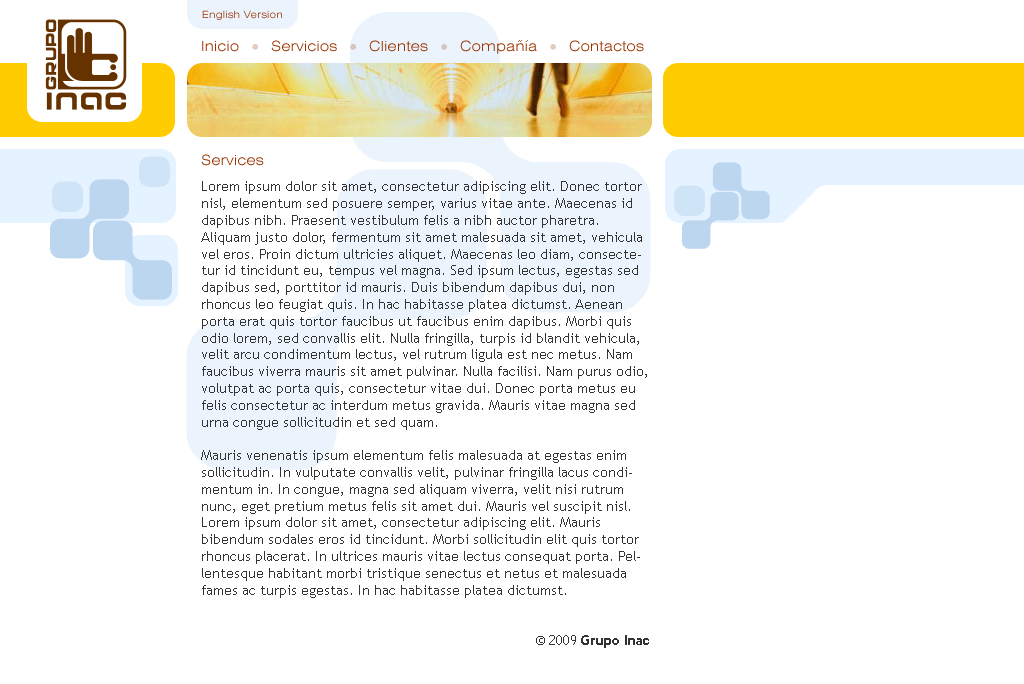 English Version
GRUPO
inac
Inicio
Servicios
Clientes
Compañía
Contactos
Services
Lorem ipsum dolor sit amet, consectetur adipiscing elit. Donec tortor
nisl, elementum sed posuere semper, varius vitae ante. Maecenas id
dapibus nibh. Praesent vestibulum felis a nibh auctor pharetra.
Aliquam justo dolor, fermentum sit amet malesuada sit amet, vehicula
vel eros. Proin dictum ultricies aliquet. Maecenas leo diam, consecte-
tur id tincidunt eu, tempus vel magna. Sed ipsum lectus, egestas sed
dapibus sed, porttitor id mauris. Duis bibendum dapibus dui, non
rhoncus leo feugiat quis. In hac habitasse platea dictumst. Aenean
porta erat quis tortor faucibus ut faucibus enim dapibus. Morbi quis
odio lorem, sed convallis elit. Nulla fringilla, turpis id blandit vehicula,
velit arcu condimentum lectus, vel rutrum ligula est nec metus. Nam
faucibus viverra mauris sit amet pulvinar. Nulla facilisi. Nam purus odio,
volutpat ac porta quis, consectetur vitae dui. Donec porta metus eu
felis consectetur ac interdum metus gravida. Mauris vitae magna sed
urna congue sollicitudin et sed quam.
Mauris venenatis ipsum elementum felis malesuada at egestas enim
sollicitudin. In vulputate convallis velit, pulvinar fringilla lacus condi-
mentum in. In congue, magna sed aliquam viverra, velit nisi rutrum
nunc, eget pretium metus felis sit amet dui. Mauris vel suscipit nisl.
Lorem ipsum dolor sit amet, consectetur adipiscing elit. Mauris
bibendum sodales eros id tincidunt. Morbi sollicitudin elit quis tortor
rhoncus placerat. In ultrices mauris vitae lectus consequat porta. Pel-
lentesque habitant morbi tristique senectus et netus et malesuada
fames ac turpis egestas. In hac habitasse platea dictumst.
© 2009 Grupo Inac